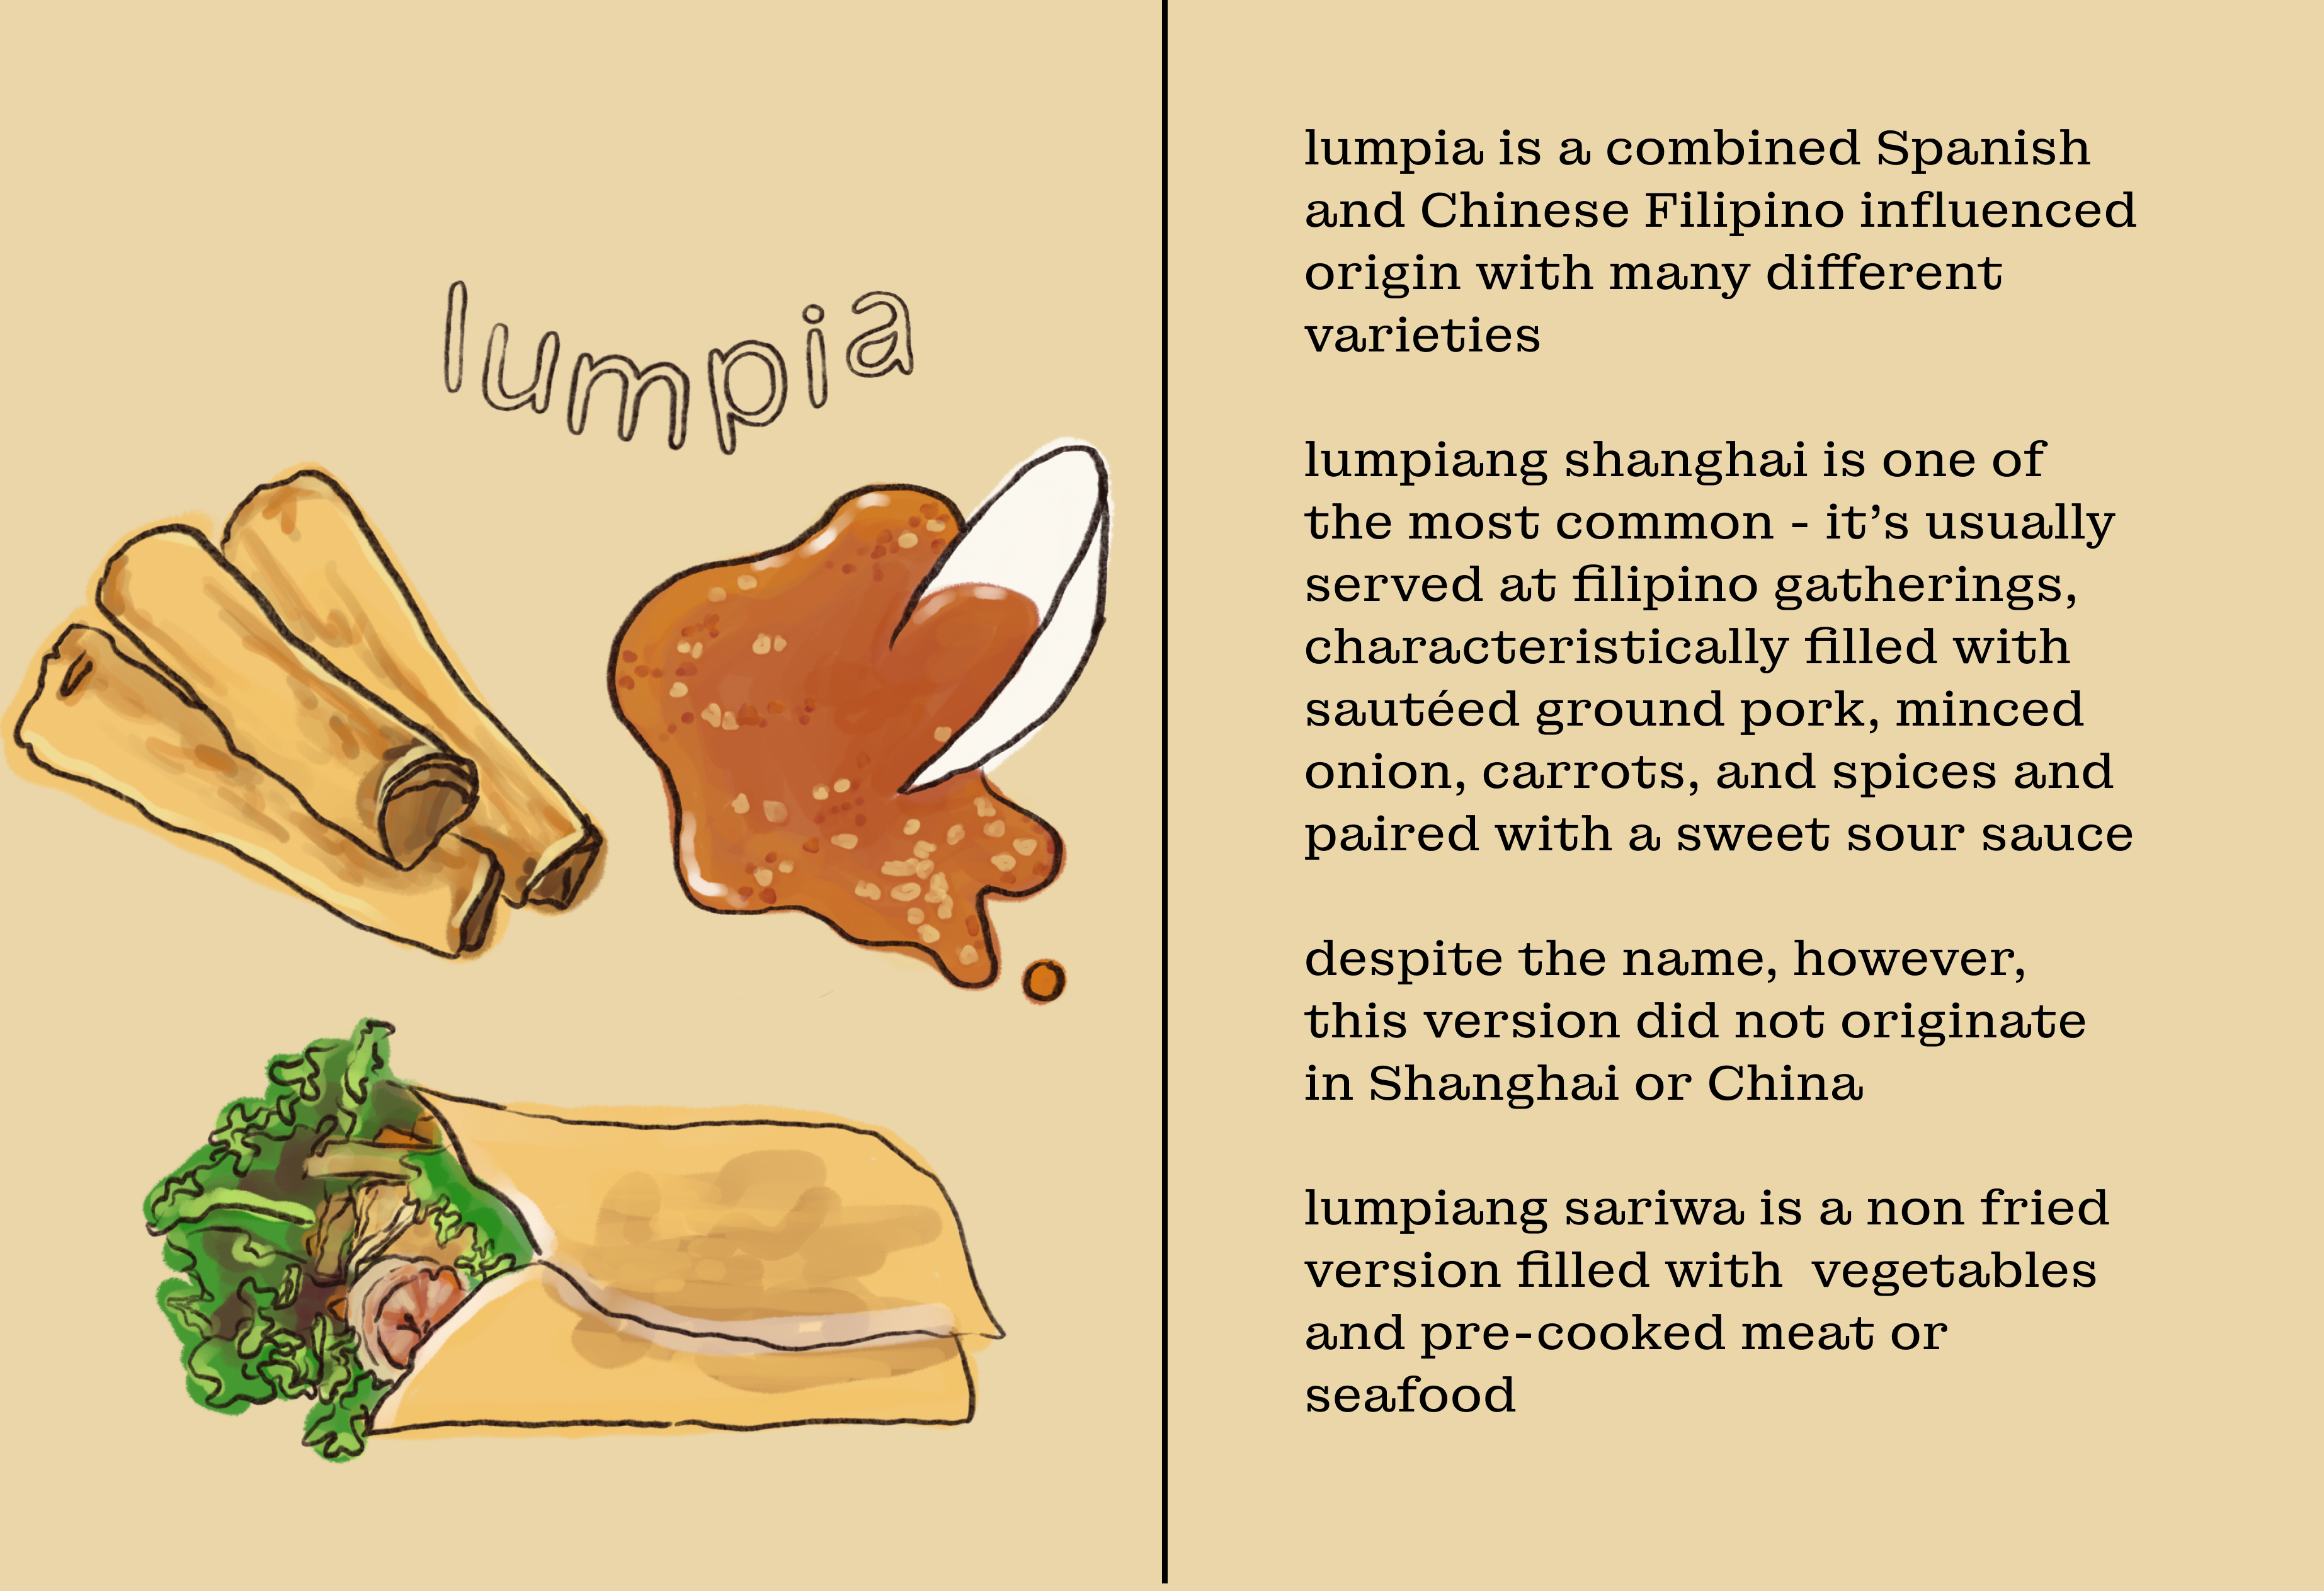 lumpia
lumpia is a combined Spanish
and Chinese Filipino influenced
origin with many different
varieties
lumpiang shanghai is one of
the most common - it's usually
served at filipino gatherings,
characteristically filled with
sautéed ground pork, minced
onion, carrots, and spices and
paired with a sweet sour sauce
despite the name, however,
this version did not originate
in Shanghai or China
lumpiang sariwa is a non fried
version filled with  vegetables
and pre-cooked meat or
seafood